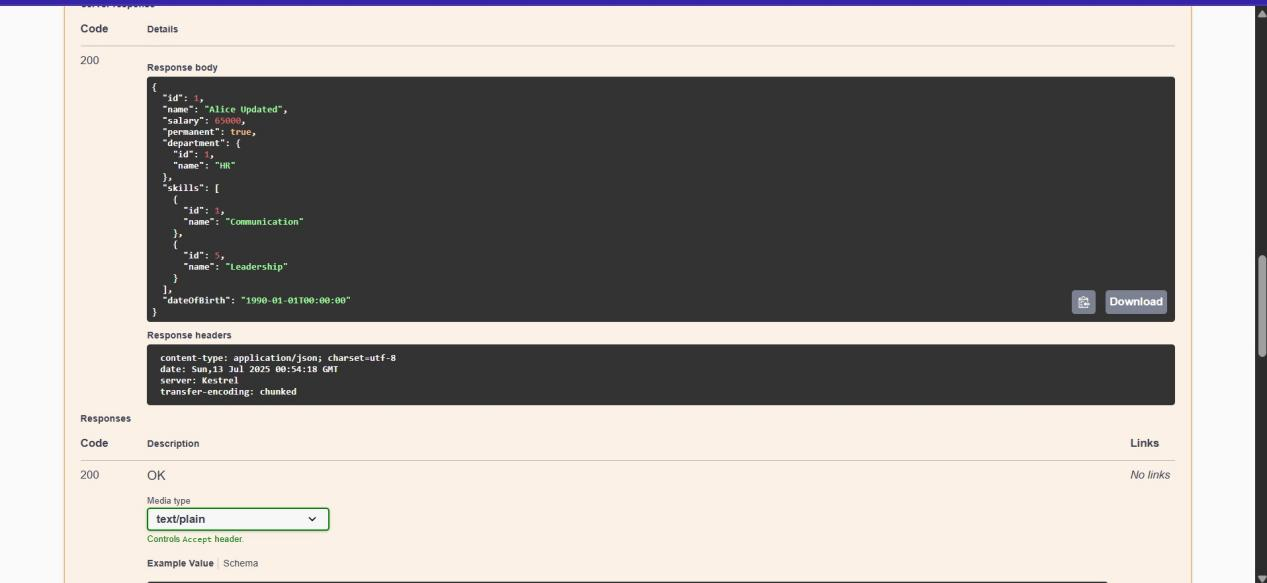 Server response
Code Details
200
Response body
{
  "id": 1,
  "name": "Alice Updated",
  "salary": 65000,
  "permanent": true,
  "department": {
    "id": 1,
    "name": "HR"
  },
  "skills": [
    {
      "id": 1,
      "name": "Communication"
    },
    {
      "id": 5,
      "name": "Leadership"
    }
  ],
  "dateOfBirth": "1990-01-01T00:00:00"
}
Download
Response headers
content-type: application/json; charset=utf-8
date: Sun,13 Jul 2025 00:54:18 GMT
server: Kestrel
transfer-encoding: chunked
Responses
Code Description Links
200 OK No links
Media type
text/plain
Controls Accept header.
Example Value Schema